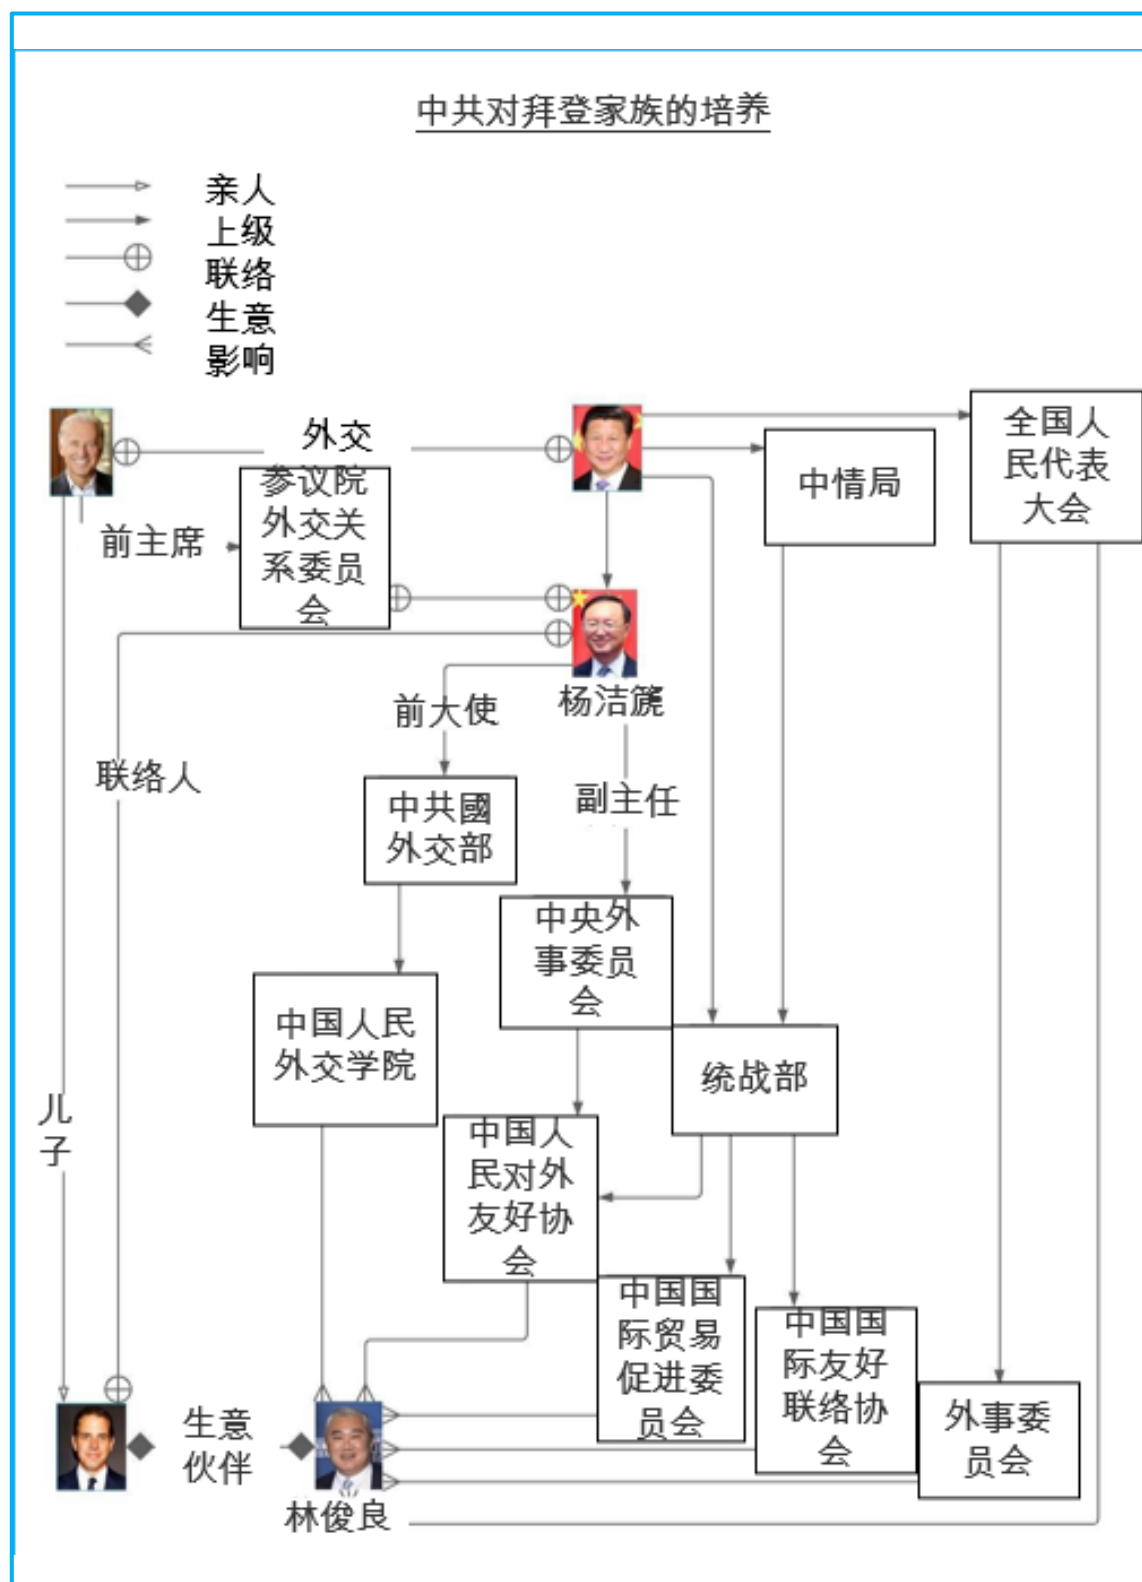 中共对拜登家族的培养
亲人
上级
联络
生意
影响
外交
参议院
外交关
系委员
会
前主席
中情局
全国人
民代表
大会
杨洁篪
前大使
联络人
副主任
中共國
外交部
中央外
事委员
会
中国人民
外交学院
统战部
儿
子
中国人
民对外
友好协
会
中国国
际贸易
促进委
员会
中国国
际友好
联络协
会
外事委
员会
生意
伙伴
林俊良